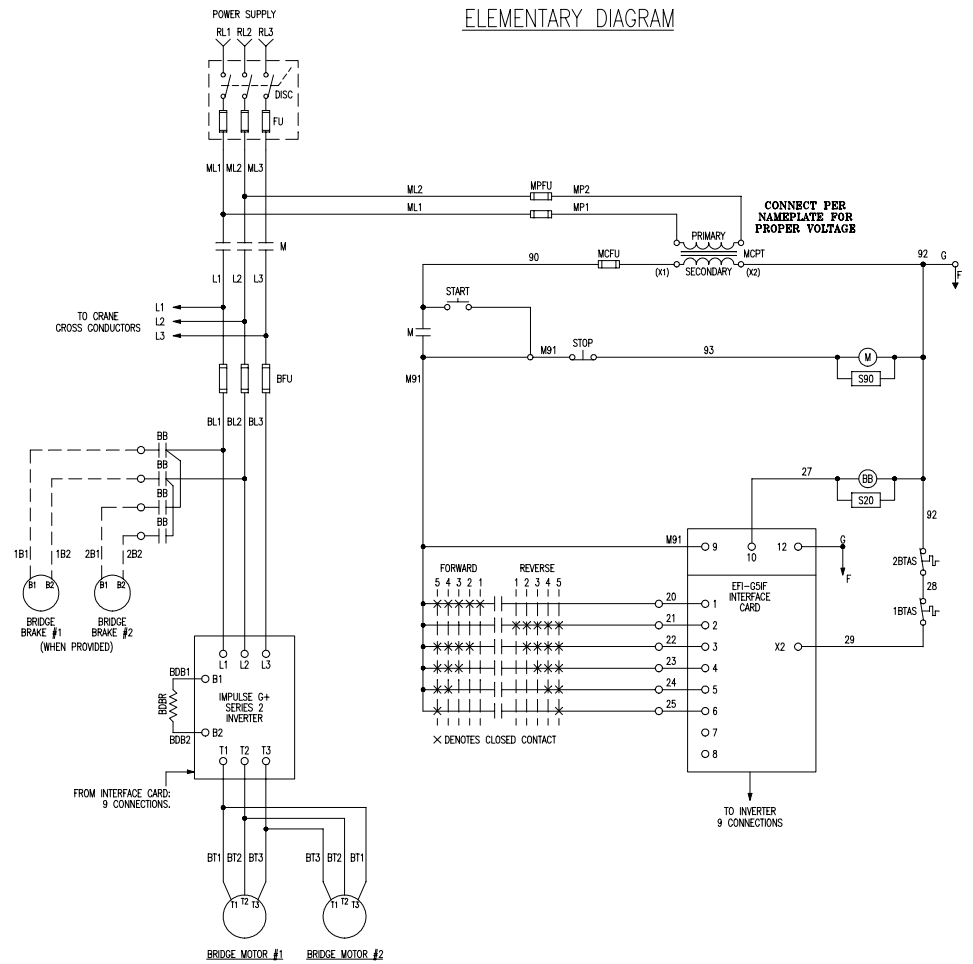 ELEMENTARY DIAGRAM
POWER SUPPLY
RL1 RL2 RL3
DISC
FU
ML1 ML2 ML3
ML2 MPFU MP2
ML1 MP1
CONNECT PER
NAMEPLATE FOR
PROPER VOLTAGE
PRIMARY
MCPT
SECONDARY
(X1) (X2)
90 MCFU
92 G
F
M
L1 L2 L3
START
TO CRANE
CROSS CONDUCTORS
L1
L2
L3
M
M91 STOP 93
M
S90
M91
BFU
BL1 BL2 BL3
BB
BB
BB
BB
27
BB
S20
92
1B1 1B2 2B1 2B2
B1 B2 B1 B2
BRIDGE
BRAKE #1
BRIDGE
BRAKE #2
(WHEN PROVIDED)
M91 9 10 12 G
F
EFI-G5IF
INTERFACE
CARD
2BTAS
28
1BTAS
29
X2
FORWARD REVERSE
5 4 3 2 1 1 2 3 4 5
20 1
21 2
22 3
23 4
24 5
25 6
7
8
X DENOTES CLOSED CONTACT
TO INVERTER
9 CONNECTIONS
L1 L2 L3
BDB1
B1
BDBR
IMPULSE G+
SERIES 2
INVERTER
B2
BDB2
T1 T2 T3
FROM INTERFACE CARD:
9 CONNECTIONS.
BT1 BT2 BT3 BT3 BT2 BT1
T1 T2 T3 T1 T2 T3
BRIDGE MOTOR #1 BRIDGE MOTOR #2